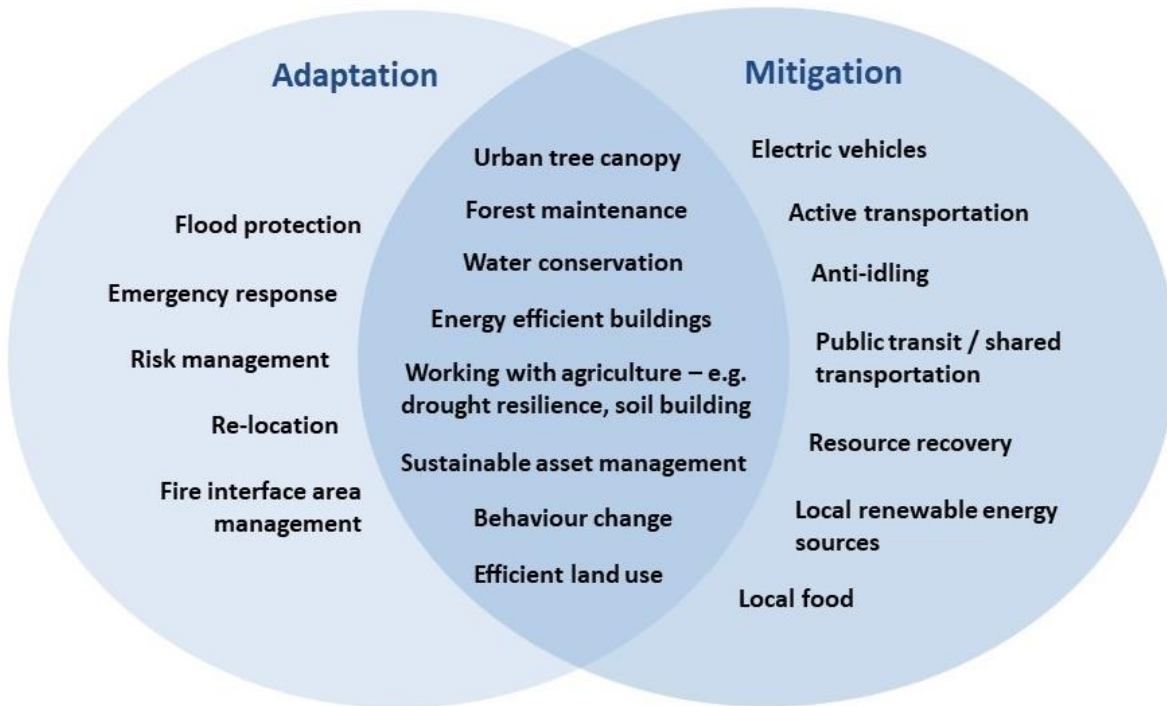 Adaptation
Mitigation
Flood protection
Emergency response
Risk management
Re-location
Fire interface area
management
Urban tree canopy
Forest maintenance
Water conservation
Energy efficient buildings
Working with agriculture – e.g.
drought resilience, soil building
Sustainable asset management
Behaviour change
Efficient land use
Electric vehicles
Active transportation
Anti-idling
Public transit / shared
transportation
Resource recovery
Local renewable energy
sources
Local food